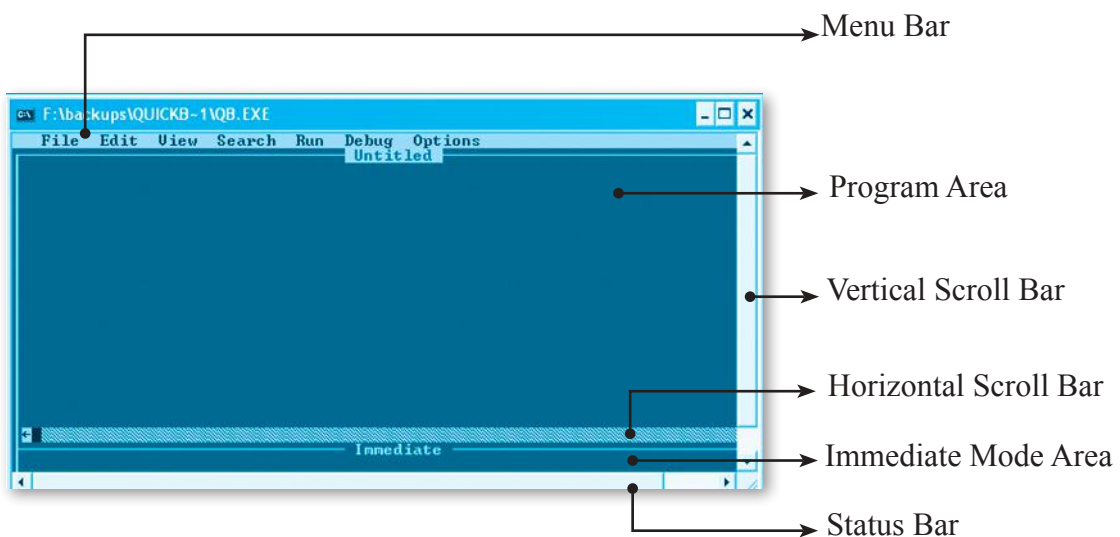 Menu Bar
F:\backups\QUICKB~1\QB.EXE
File Edit View Search Run Debug Options
Untitled
Program Area
Vertical Scroll Bar
Horizontal Scroll Bar
Immediate
Immediate Mode Area
Status Bar